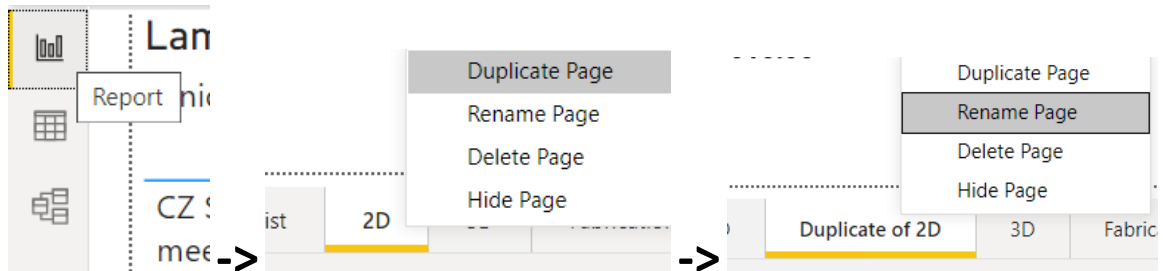 Lam
Report
nic
CZ S
mee
->
Duplicate Page
Rename Page
Delete Page
Hide Page
ist
2D
->
Duplicate Page
Rename Page
Delete Page
Hide Page
Duplicate of 2D
3D
Fabric